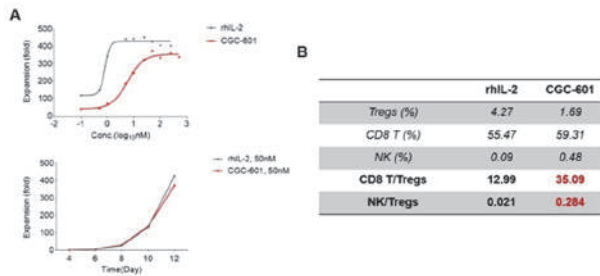 A
Expansion (fold)
500
400
300
200
100
0
rhIL-2
CGC-601
-2 -1 0 1 2 3
Conc.(log10nM)
Expansion (fold)
500
400
300
200
100
0
rhIL-2, 50nM
CGC-601, 50nM
4 6 8 10 12
Time(Day)
B
rhIL-2 CGC-601
Tregs (%) 4.27 1.69
CD8 T (%) 55.47 59.31
NK (%) 0.09 0.48
CD8 T/Tregs 12.99 35.09
NK/Tregs 0.021 0.284